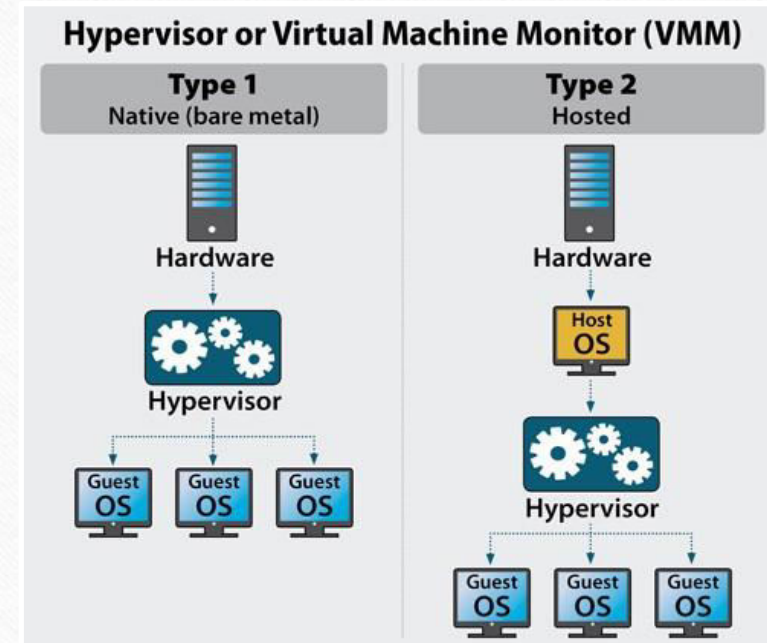 Hypervisor or Virtual Machine Monitor (VMM)
Type 1
Native (bare metal)
Hardware
Hypervisor
Guest
OS
Guest
OS
Guest
OS
Type 2
Hosted
Hardware
Host
OS
Hypervisor
Guest
OS
Guest
OS
Guest
OS